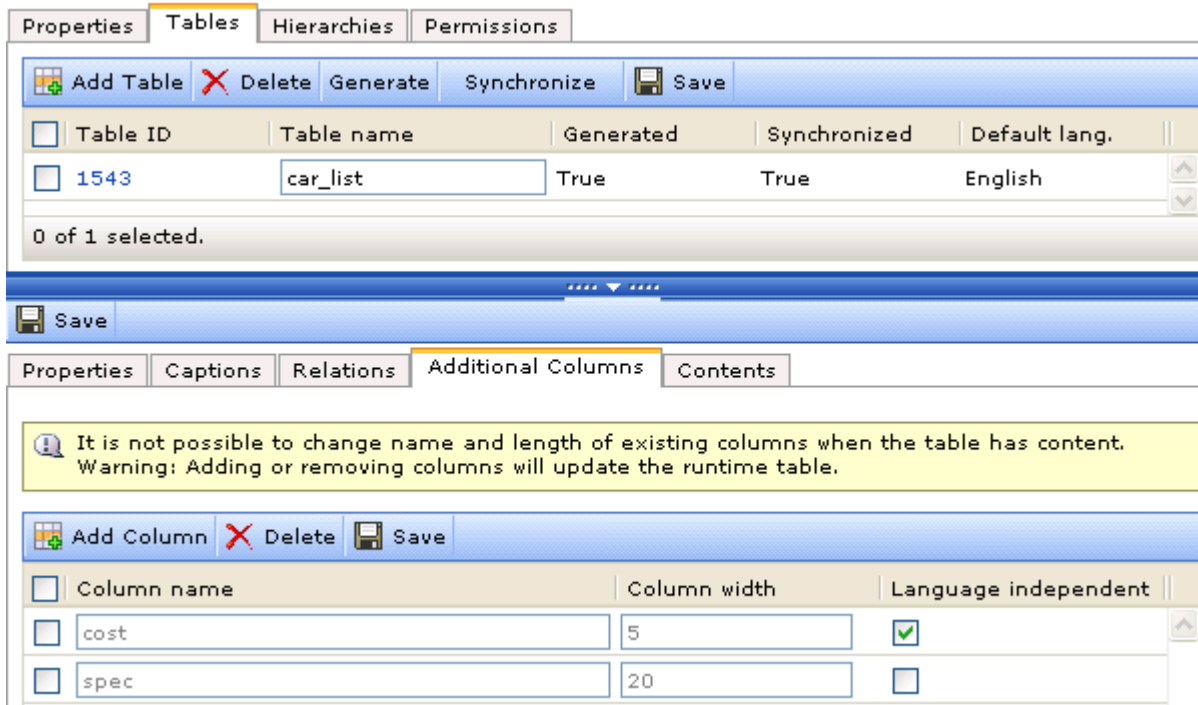 Properties Tables Hierarchies Permissions
Add Table Delete Generate Synchronize Save
Table ID Table name Generated Synchronized Default lang.
1543 car_list True True English
0 of 1 selected.
Save
Properties Captions Relations Additional Columns Contents
It is not possible to change name and length of existing columns when the table has content.
Warning: Adding or removing columns will update the runtime table.
Add Column Delete Save
Column name Column width Language independent
cost 5
spec 20